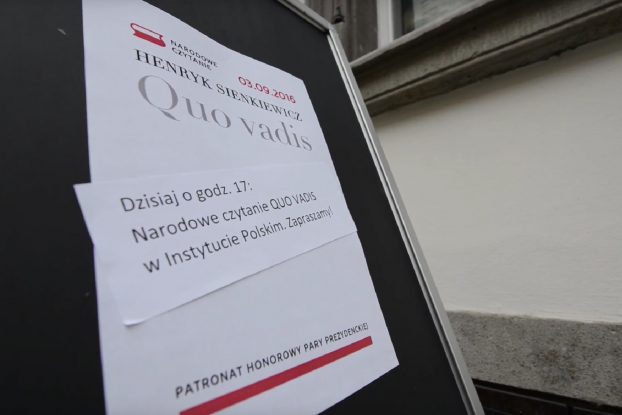 NARODOWE
CZYTANIE
03.09.2016
HENRYK SIENKIEWICZ
Quo vadis
Dzisiaj o godz. 17:
Narodowe czytanie QUO VADIS
w Instytucie Polskim. Zapraszamy!
PATRONAT HONOROWY PARY PREZYDENCKIEJ